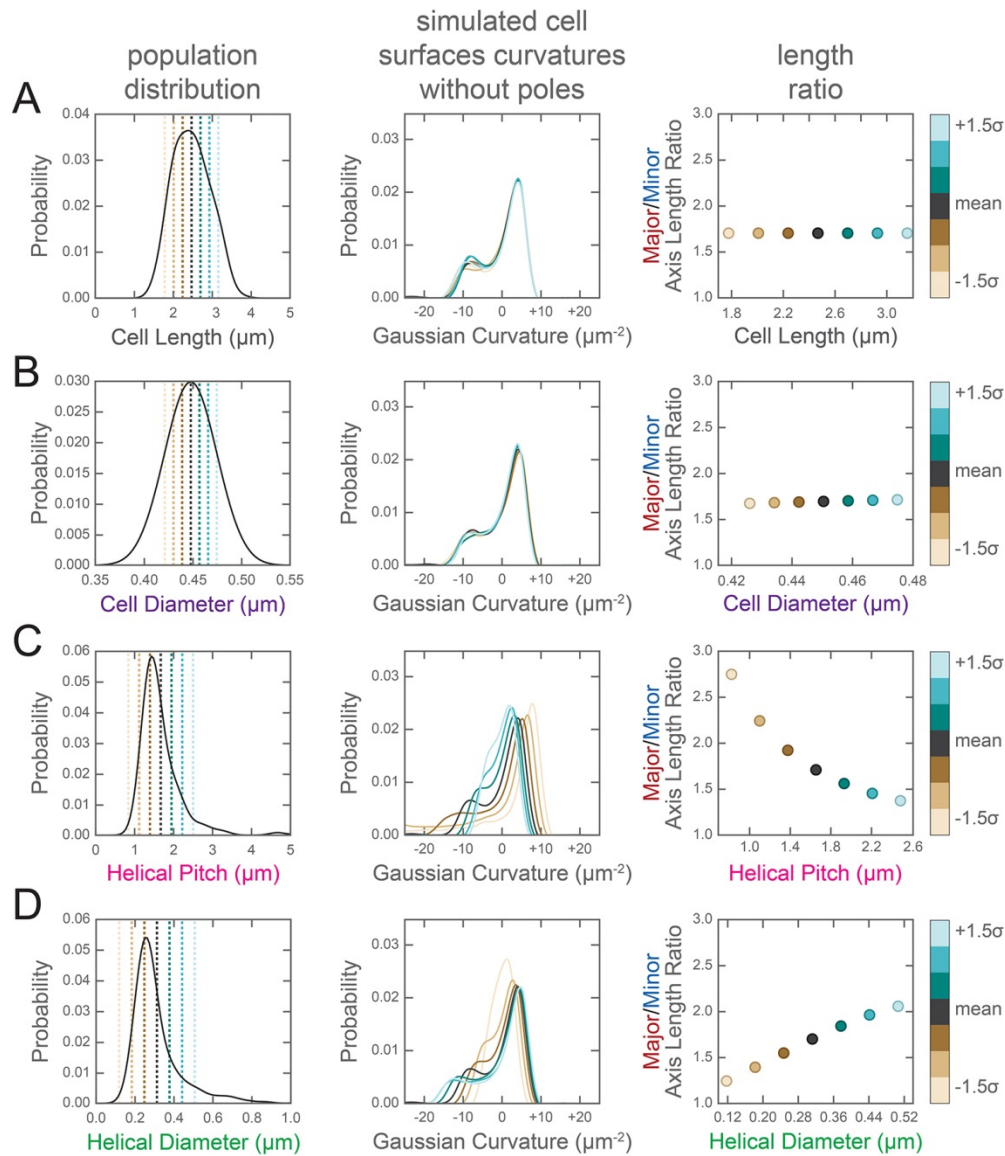 population
distribution
simulated cell
surfaces curvatures
without poles
length
ratio
A
0.04
0.03
0.02
0.01
0.00
Probability
0 1 2 3 4 5
Cell Length (µm)
0.03
0.02
0.01
0.00
Probability
-20 -10 0 +10 +20
Gaussian Curvature (µm-2)
3.0
2.5
2.0
1.5
1.0
Major/Minor
Axis Length Ratio
1.8 2.2 2.6 3.0
Cell Length (µm)
+1.5σ
mean
-1.5σ
B
0.030
0.025
0.020
0.015
0.010
0.005
0.000
Probability
0.35 0.40 0.45 0.50 0.55
Cell Diameter (µm)
0.03
0.02
0.01
0.00
Probability
-20 -10 0 +10 +20
Gaussian Curvature (µm-2)
3.0
2.5
2.0
1.5
1.0
Major/Minor
Axis Length Ratio
0.42 0.44 0.46 0.48
Cell Diameter (µm)
+1.5σ
mean
-1.5σ
C
0.06
0.05
0.04
0.03
0.02
0.01
0.00
Probability
0 1 2 3 4 5
Helical Pitch (µm)
0.03
0.02
0.01
0.00
Probability
-20 -10 0 +10 +20
Gaussian Curvature (µm-2)
3.0
2.5
2.0
1.5
1.0
Major/Minor
Axis Length Ratio
1.0 1.4 1.8 2.2 2.6
Helical Pitch (µm)
+1.5σ
mean
-1.5σ
D
0.06
0.05
0.04
0.03
0.02
0.01
0.00
Probability
0.0 0.2 0.4 0.6 0.8 1.0
Helical Diameter (µm)
0.03
0.02
0.01
0.00
Probability
-20 -10 0 +10 +20
Gaussian Curvature (µm-2)
3.0
2.5
2.0
1.5
1.0
Major/Minor
Axis Length Ratio
0.12 0.20 0.28 0.36 0.44 0.52
Helical Diameter (µm)
+1.5σ
mean
-1.5σ